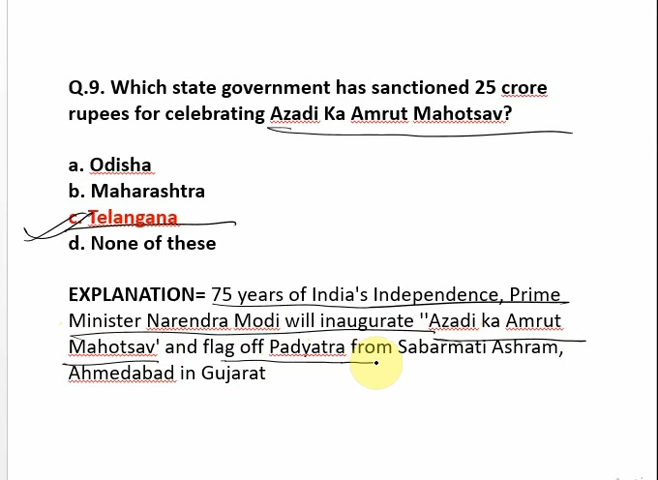 Q.9. Which state government has sanctioned 25 crore
rupees for celebrating Azadi Ka Amrut Mahotsav?
a. Odisha
b. Maharashtra
c. Telangana
d. None of these
EXPLANATION= 75 years of India's Independence, Prime
Minister Narendra Modi will inaugurate "Azadi ka Amrut
Mahotsav' and flag off Padyatra from Sabarmati Ashram,
Ahmedabad in Gujarat